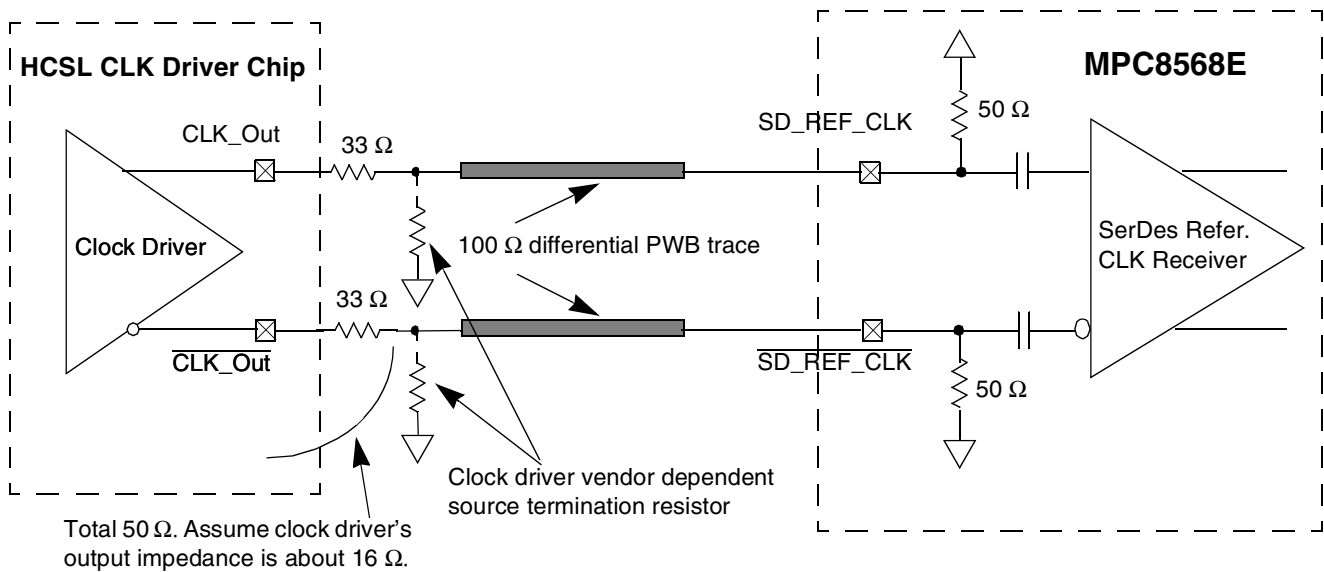 HCSL CLK Driver Chip
MPC8568E
CLK_Out
33 Ω
SD_REF_CLK
50 Ω
Clock Driver
100 Ω differential PWB trace
SerDes Refer.
CLK Receiver
33 Ω
CLK_Out
SD_REF_CLK
50 Ω
Clock driver vendor dependent
source termination resistor
Total 50 Ω. Assume clock driver's
output impedance is about 16 Ω.